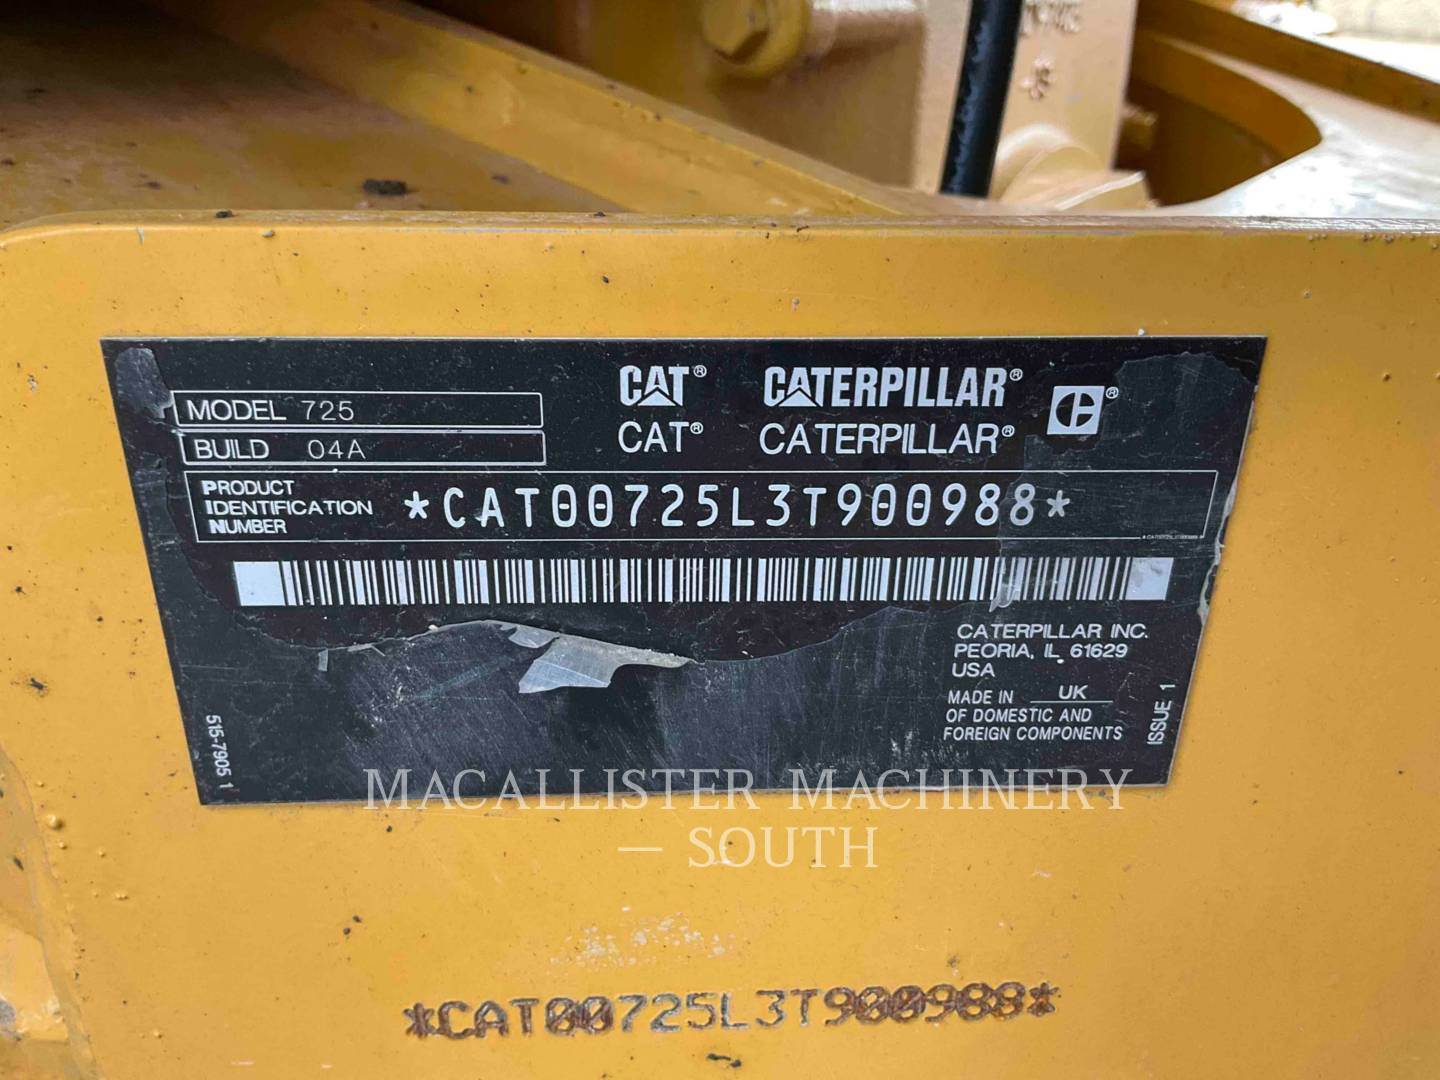 MODEL 725
BUILD 04A
CAT® CATERPILLAR® ®
CAT® CATERPILLAR®
PRODUCT
IDENTIFICATION
NUMBER
*CAT00725L3T900988*
CATERPILLAR INC.
PEORIA, IL 61629
USA
MADE IN UK
OF DOMESTIC AND
FOREIGN COMPONENTS
ISSUE 1
515-7905 1
MACALLISTER MACHINERY
— SOUTH
*CAT00725L3T900988*